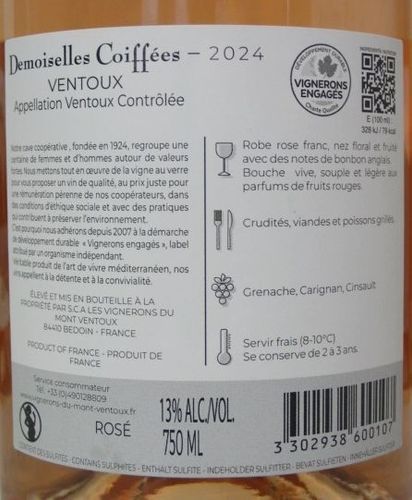 Demoiselles Coiffées – 2024
VENTOUX
Appellation Ventoux Contrôlée
DÉVELOPPEMENT DURABLE
VIGNERONS
ENGAGÉS
E (100 ml)
328 kJ / 79 kcal
Notre cave coopérative , fondée en 1924, regroupe une
centaine de femmes et d'hommes autour de valeurs
fortes. Nous mettons tout en œuvre de la vigne au verre
pour vous proposer un vin de qualité, au prix juste pour
une rémunération pérenne de nos coopérateurs, dans
des conditions d'éthique sociale et avec des pratiques
qui contribuent à préserver l'environnement.
C'est pourquoi nous adhérons depuis 2007 à la démarche
de développement durable « Vignerons engagés », label
attribué par un organisme indépendant.
Véritable produit de l'art de vivre méditerranéen, nos
vins appellent à la détente et à la convivialité.
ÉLEVÉ ET MIS EN BOUTEILLE À LA
PROPRIÉTÉ PAR S.C.A LES VIGNERONS DU
MONT VENTOUX
84410 BEDOIN - FRANCE
PRODUCT OF FRANCE - PRODUIT DE
FRANCE
Service consommateur
Tel. +33 (0)490128809
www.vignerons-du-mont-ventoux.fr
ROSÉ
Robe rose franc, nez floral et fruité
avec des notes de bonbon anglais.
Bouche vive, souple et légère aux
parfums de fruits rouges.
Crudités, viandes et poissons grillés.
Grenache, Carignan, Cinsault
Servir frais (8-10°C)
Se conserve de 2 à 3 ans.
13% ALC./VOL.
750 ML
3 302938 600107
CONTIENT DES SULFITES - CONTAINS SULPHITES - ENTHÄLT SULFITE - INDEHOLDER SULFITTER - BEVAT SULFIETEN -